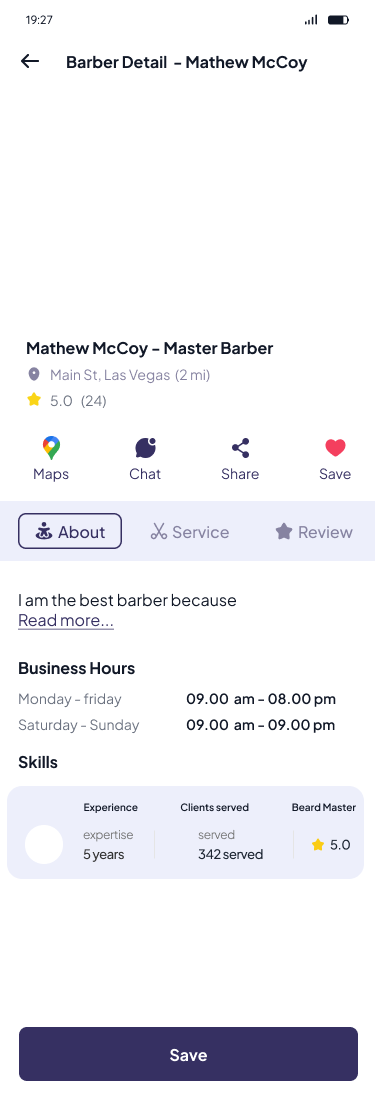 19:27
Barber Detail - Mathew McCoy
Mathew McCoy - Master Barber
Main St, Las Vegas (2 mi)
5.0 (24)
Maps Chat Share Save
About Service Review
I am the best barber because
Read more...
Business Hours
Monday - friday 09.00 am - 08.00 pm
Saturday - Sunday 09.00 am - 09.00 pm
Skills
Experience Clients served Beard Master
expertise served
5 years 342 served 5.0
Save